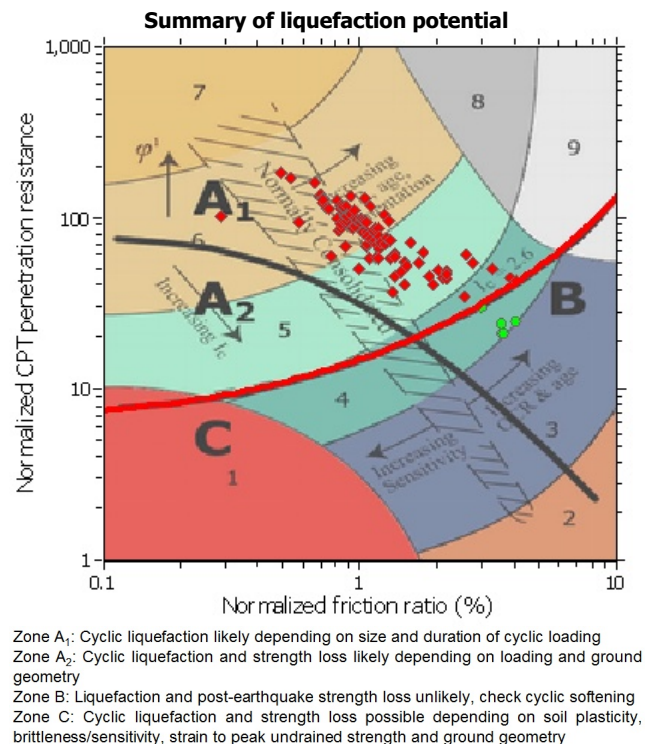 Summary of liquefaction potential
1,000
7
8
9
φ'
Increasing
age,
cementation
A1
Normally Consolidated
100
6
Ic = 2.6
A2
B
Increasing Ic
5
10
4
Increasing
OCR & age
3
Increasing
Sensitivity
C
1
2
1
0.1
1
10
Normalized CPT penetration resistance
Normalized friction ratio (%)
Zone A1: Cyclic liquefaction likely depending on size and duration of cyclic loading
Zone A2: Cyclic liquefaction and strength loss likely depending on loading and ground
geometry
Zone B: Liquefaction and post-earthquake strength loss unlikely, check cyclic softening
Zone C: Cyclic liquefaction and strength loss possible depending on soil plasticity,
brittleness/sensitivity, strain to peak undrained strength and ground geometry